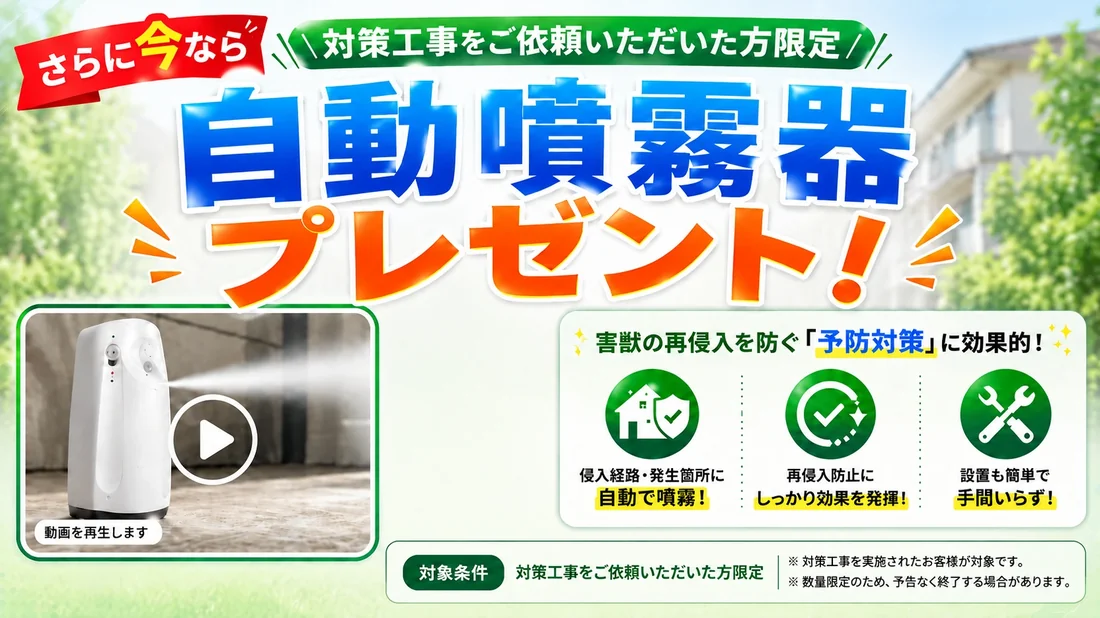 さらに今なら
対策工事をご依頼いただいた方限定
自動噴霧器
プレゼント！
動画を再生します
害獣の再侵入を防ぐ「予防対策」に効果的！
侵入経路・発生箇所に
自動で噴霧！
再侵入防止に
しっかり効果を発揮！
設置も簡単で
手間いらず！
対象条件
対策工事をご依頼いただいた方限定
※ 対策工事を実施されたお客様が対象です。
※ 数量限定のため、予告なく終了する場合があります。